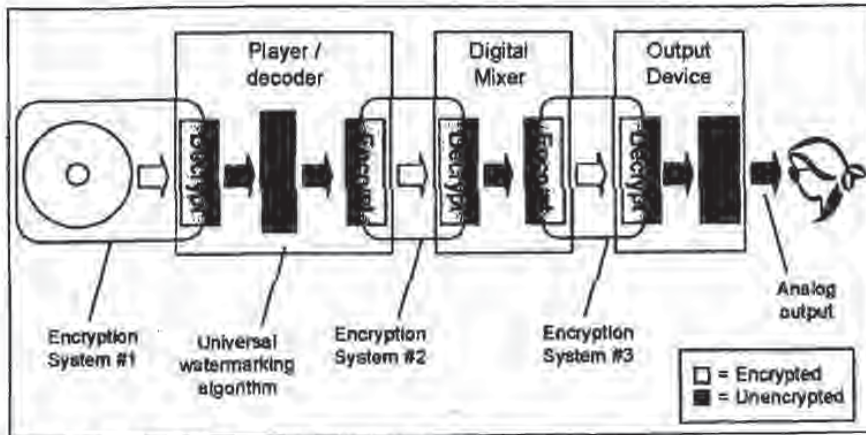 Player /
decoder
Digital
Mixer
Output
Device
Decrypt
Encrypt
Decrypt
Encrypt
Decrypt
Encryption
System #1
Universal
watermarking
algorithm
Encryption
System #2
Encryption
System #3
Analog
output
= Encrypted
= Unencrypted